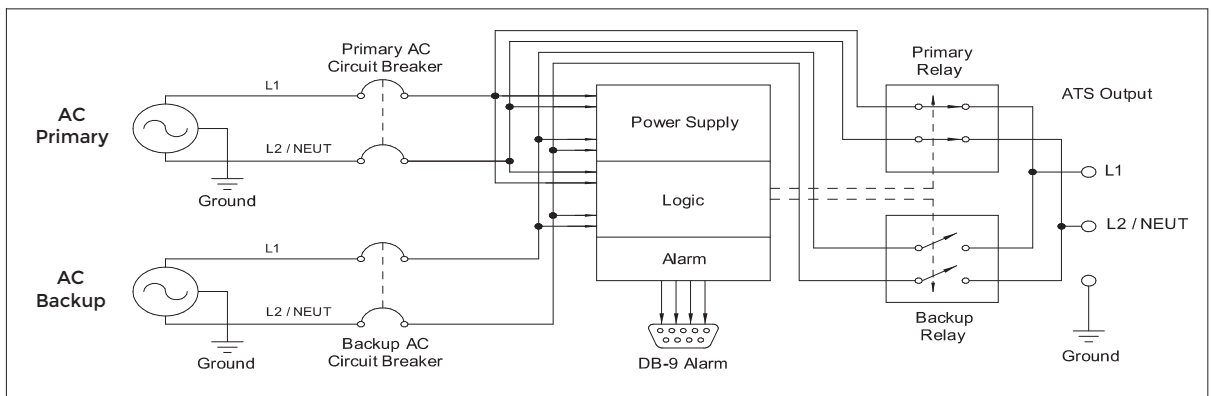 Primary AC
Circuit Breaker
L1
AC
Primary
L2 / NEUT
Ground
L1
AC
Backup
L2 / NEUT
Ground
Backup AC
Circuit Breaker
Power Supply
Logic
Alarm
DB-9 Alarm
Primary
Relay
ATS Output
L1
L2 / NEUT
Backup
Relay
Ground